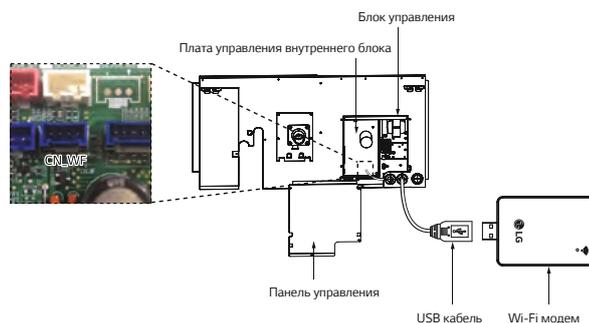 Блок управления
Плата управления внутреннего блока
CN_WF
LG
Панель управления
USB кабель
Wi-Fi модем